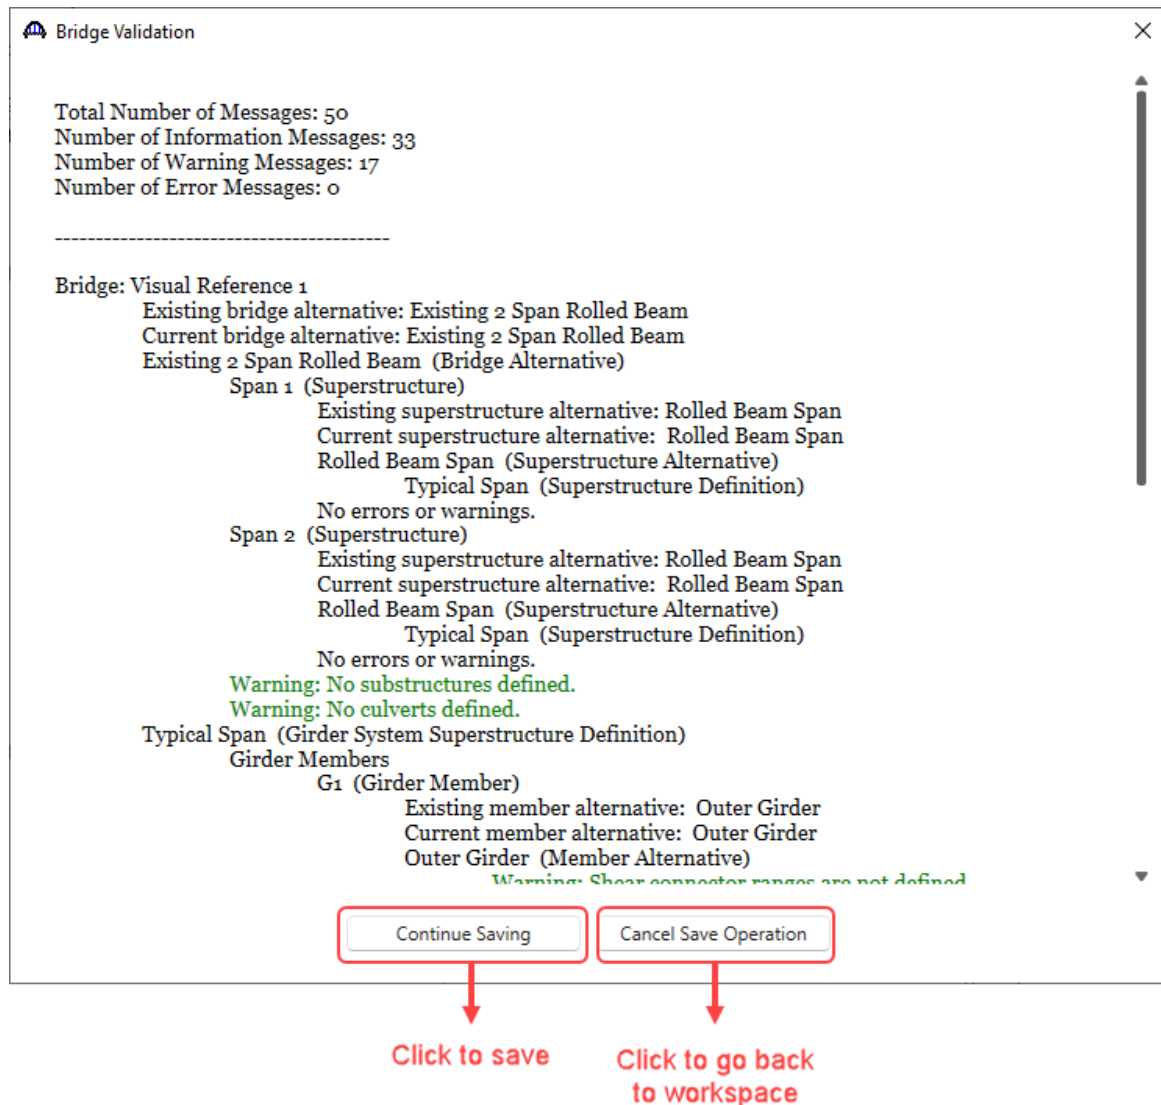 Bridge Validation
Total Number of Messages: 50
Number of Information Messages: 33
Number of Warning Messages: 17
Number of Error Messages: 0
-----------------------------------------
Bridge: Visual Reference 1
Existing bridge alternative: Existing 2 Span Rolled Beam
Current bridge alternative: Existing 2 Span Rolled Beam
Existing 2 Span Rolled Beam (Bridge Alternative)
Span 1 (Superstructure)
Existing superstructure alternative: Rolled Beam Span
Current superstructure alternative: Rolled Beam Span
Rolled Beam Span (Superstructure Alternative)
Typical Span (Superstructure Definition)
No errors or warnings.
Span 2 (Superstructure)
Existing superstructure alternative: Rolled Beam Span
Current superstructure alternative: Rolled Beam Span
Rolled Beam Span (Superstructure Alternative)
Typical Span (Superstructure Definition)
No errors or warnings.
Warning: No substructures defined.
Warning: No culverts defined.
Typical Span (Girder System Superstructure Definition)
Girder Members
G1 (Girder Member)
Existing member alternative: Outer Girder
Current member alternative: Outer Girder
Outer Girder (Member Alternative)
Warning: Shear connector ranges are not defined
Continue Saving
Cancel Save Operation
Click to save
Click to go back
to workspace